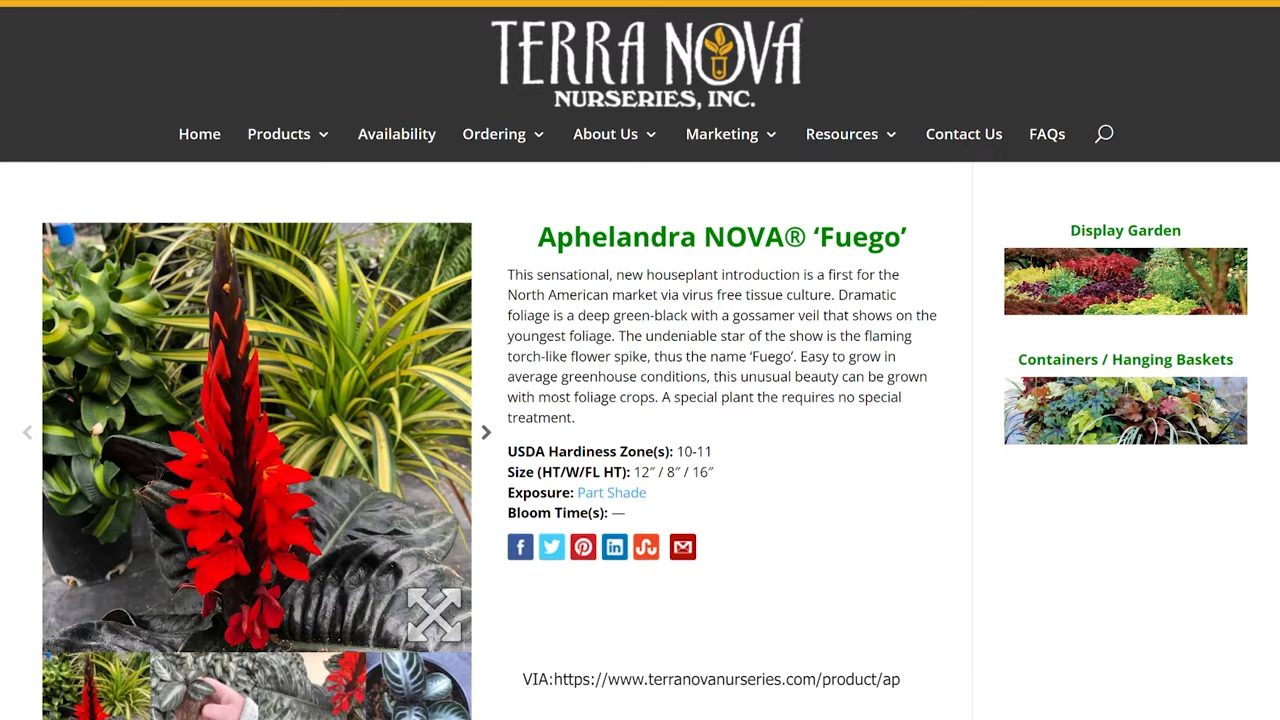 TERRA NOVA®
NURSERIES, INC.
Home Products Availability Ordering About Us Marketing Resources Contact Us FAQs
Aphelandra NOVA® ‘Fuego’
This sensational, new houseplant introduction is a first for the
North American market via virus free tissue culture. Dramatic
foliage is a deep green-black with a gossamer veil that shows on the
youngest foliage. The undeniable star of the show is the flaming
torch-like flower spike, thus the name ‘Fuego’. Easy to grow in
average greenhouse conditions, this unusual beauty can be grown
with most foliage crops. A special plant the requires no special
treatment.
USDA Hardiness Zone(s): 10-11
Size (HT/W/FL HT): 12″ / 8″ / 16″
Exposure: Part Shade
Bloom Time(s): —
Display Garden
Containers / Hanging Baskets
VIA:https://www.terranovanurseries.com/product/ap